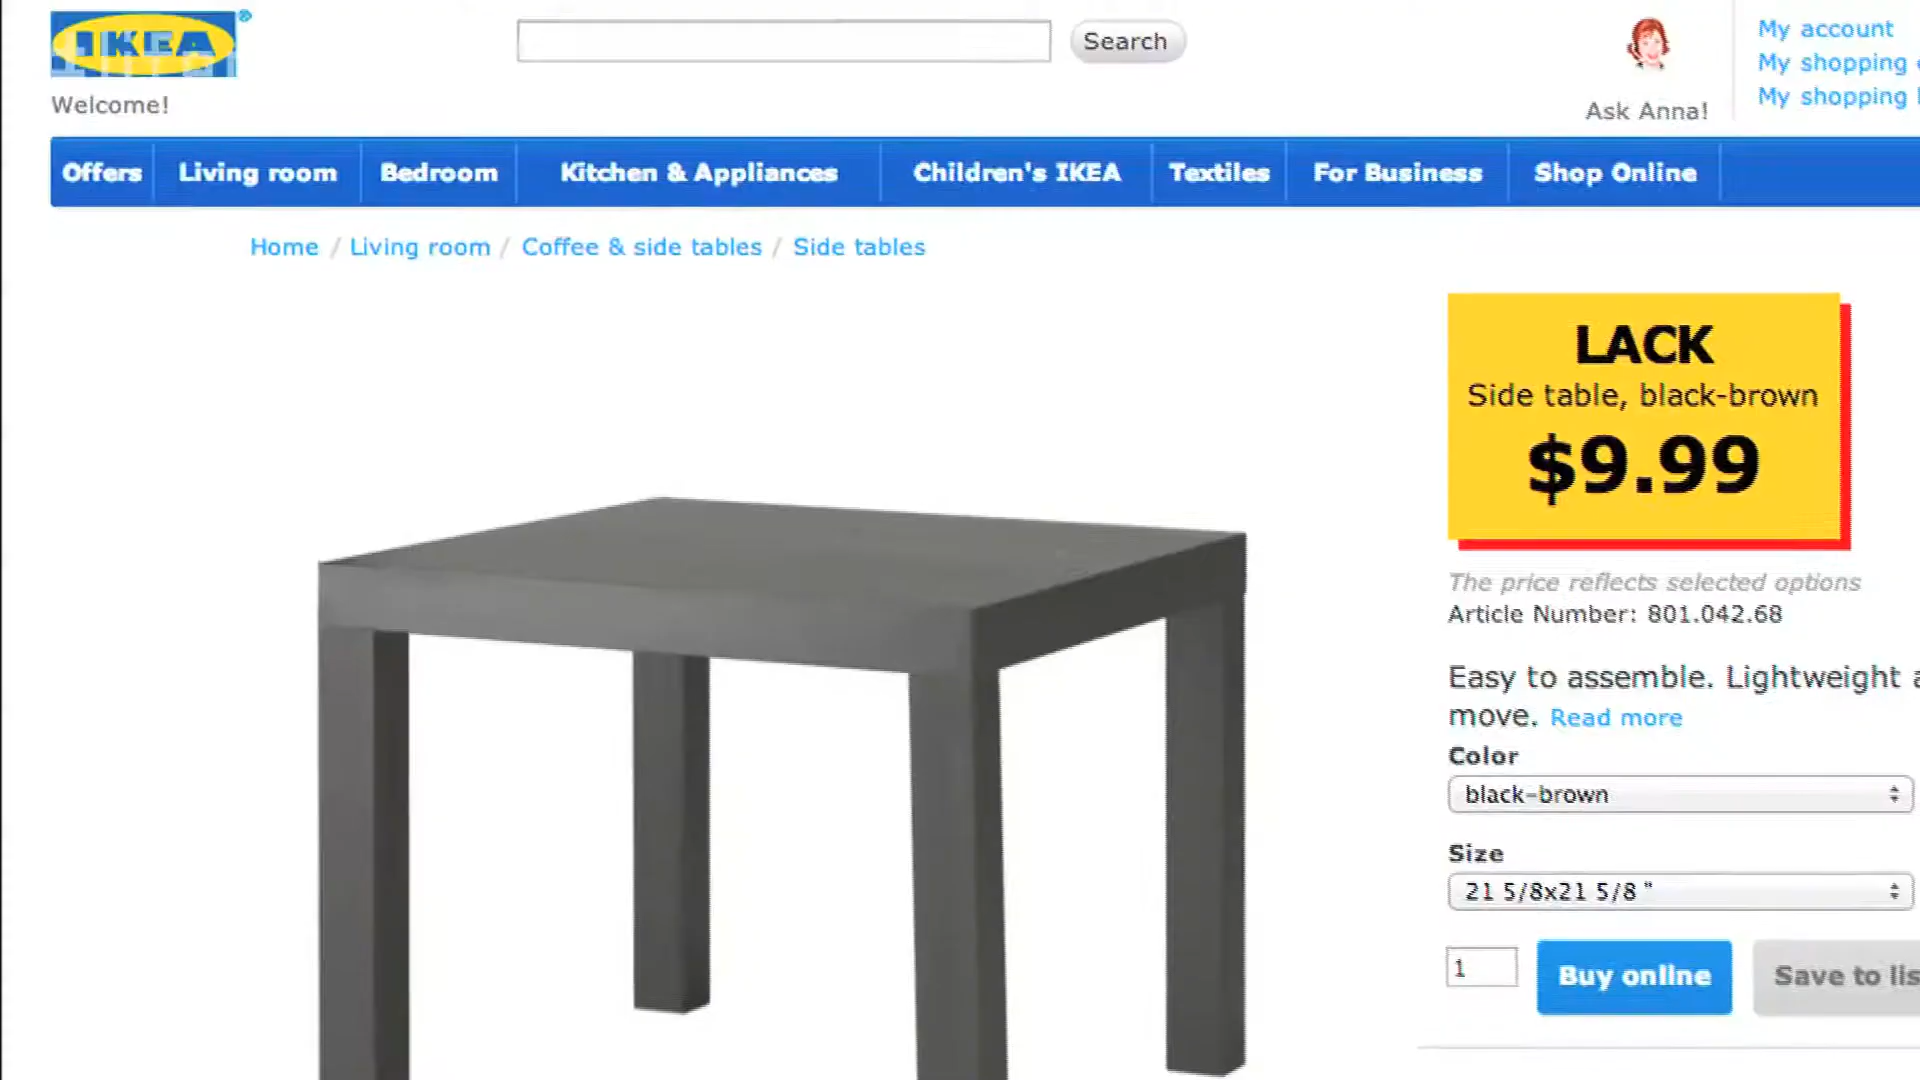 IKEA
Search
My account
My shopping
My shopping
Welcome!
Ask Anna!
Offers
Living room
Bedroom
Kitchen & Appliances
Children's IKEA
Textiles
For Business
Shop Online
Home / Living room / Coffee & side tables / Side tables
LACK
Side table, black-brown
$9.99
The price reflects selected options
Article Number: 801.042.68
Easy to assemble. Lightweight a
move. Read more
Color
black-brown
Size
21 5/8x21 5/8 "
1
Buy online
Save to lis